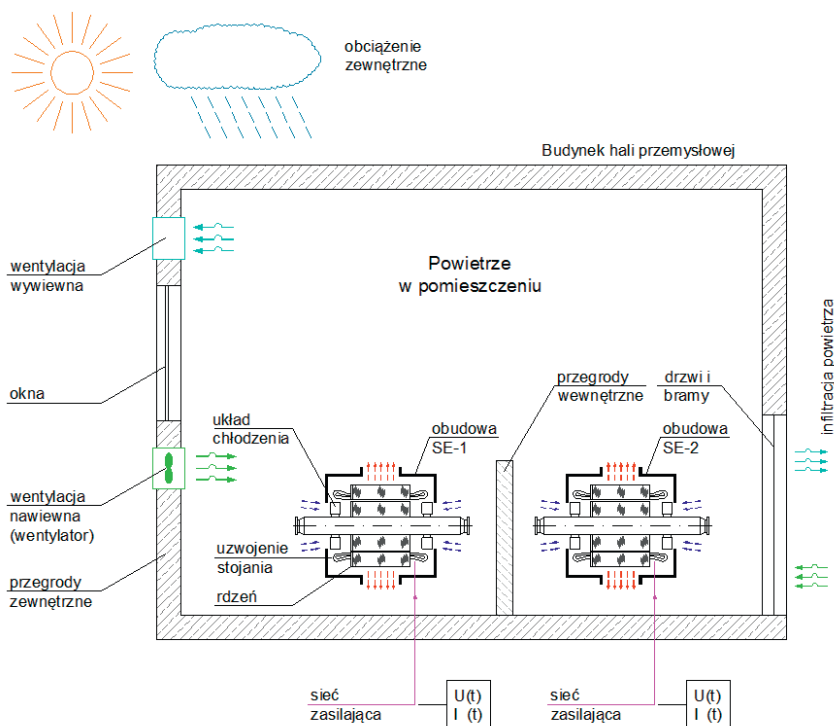 obciążenie
zewnętrzne
Budynek hali przemysłowej
wentylacja
wywiewna
Powietrze
w pomieszczeniu
infiltracja powietrza
okna
układ
chłodzenia
obudowa
SE-1
przegrody
wewnętrzne
drzwi i
bramy
obudowa
SE-2
wentylacja
nawiewna
(wentylator)
uzwojenie
stojania
przegrody
zewnętrzne
rdzeń
sieć
zasilająca
U(t)
I (t)
sieć
zasilająca
U(t)
I (t)